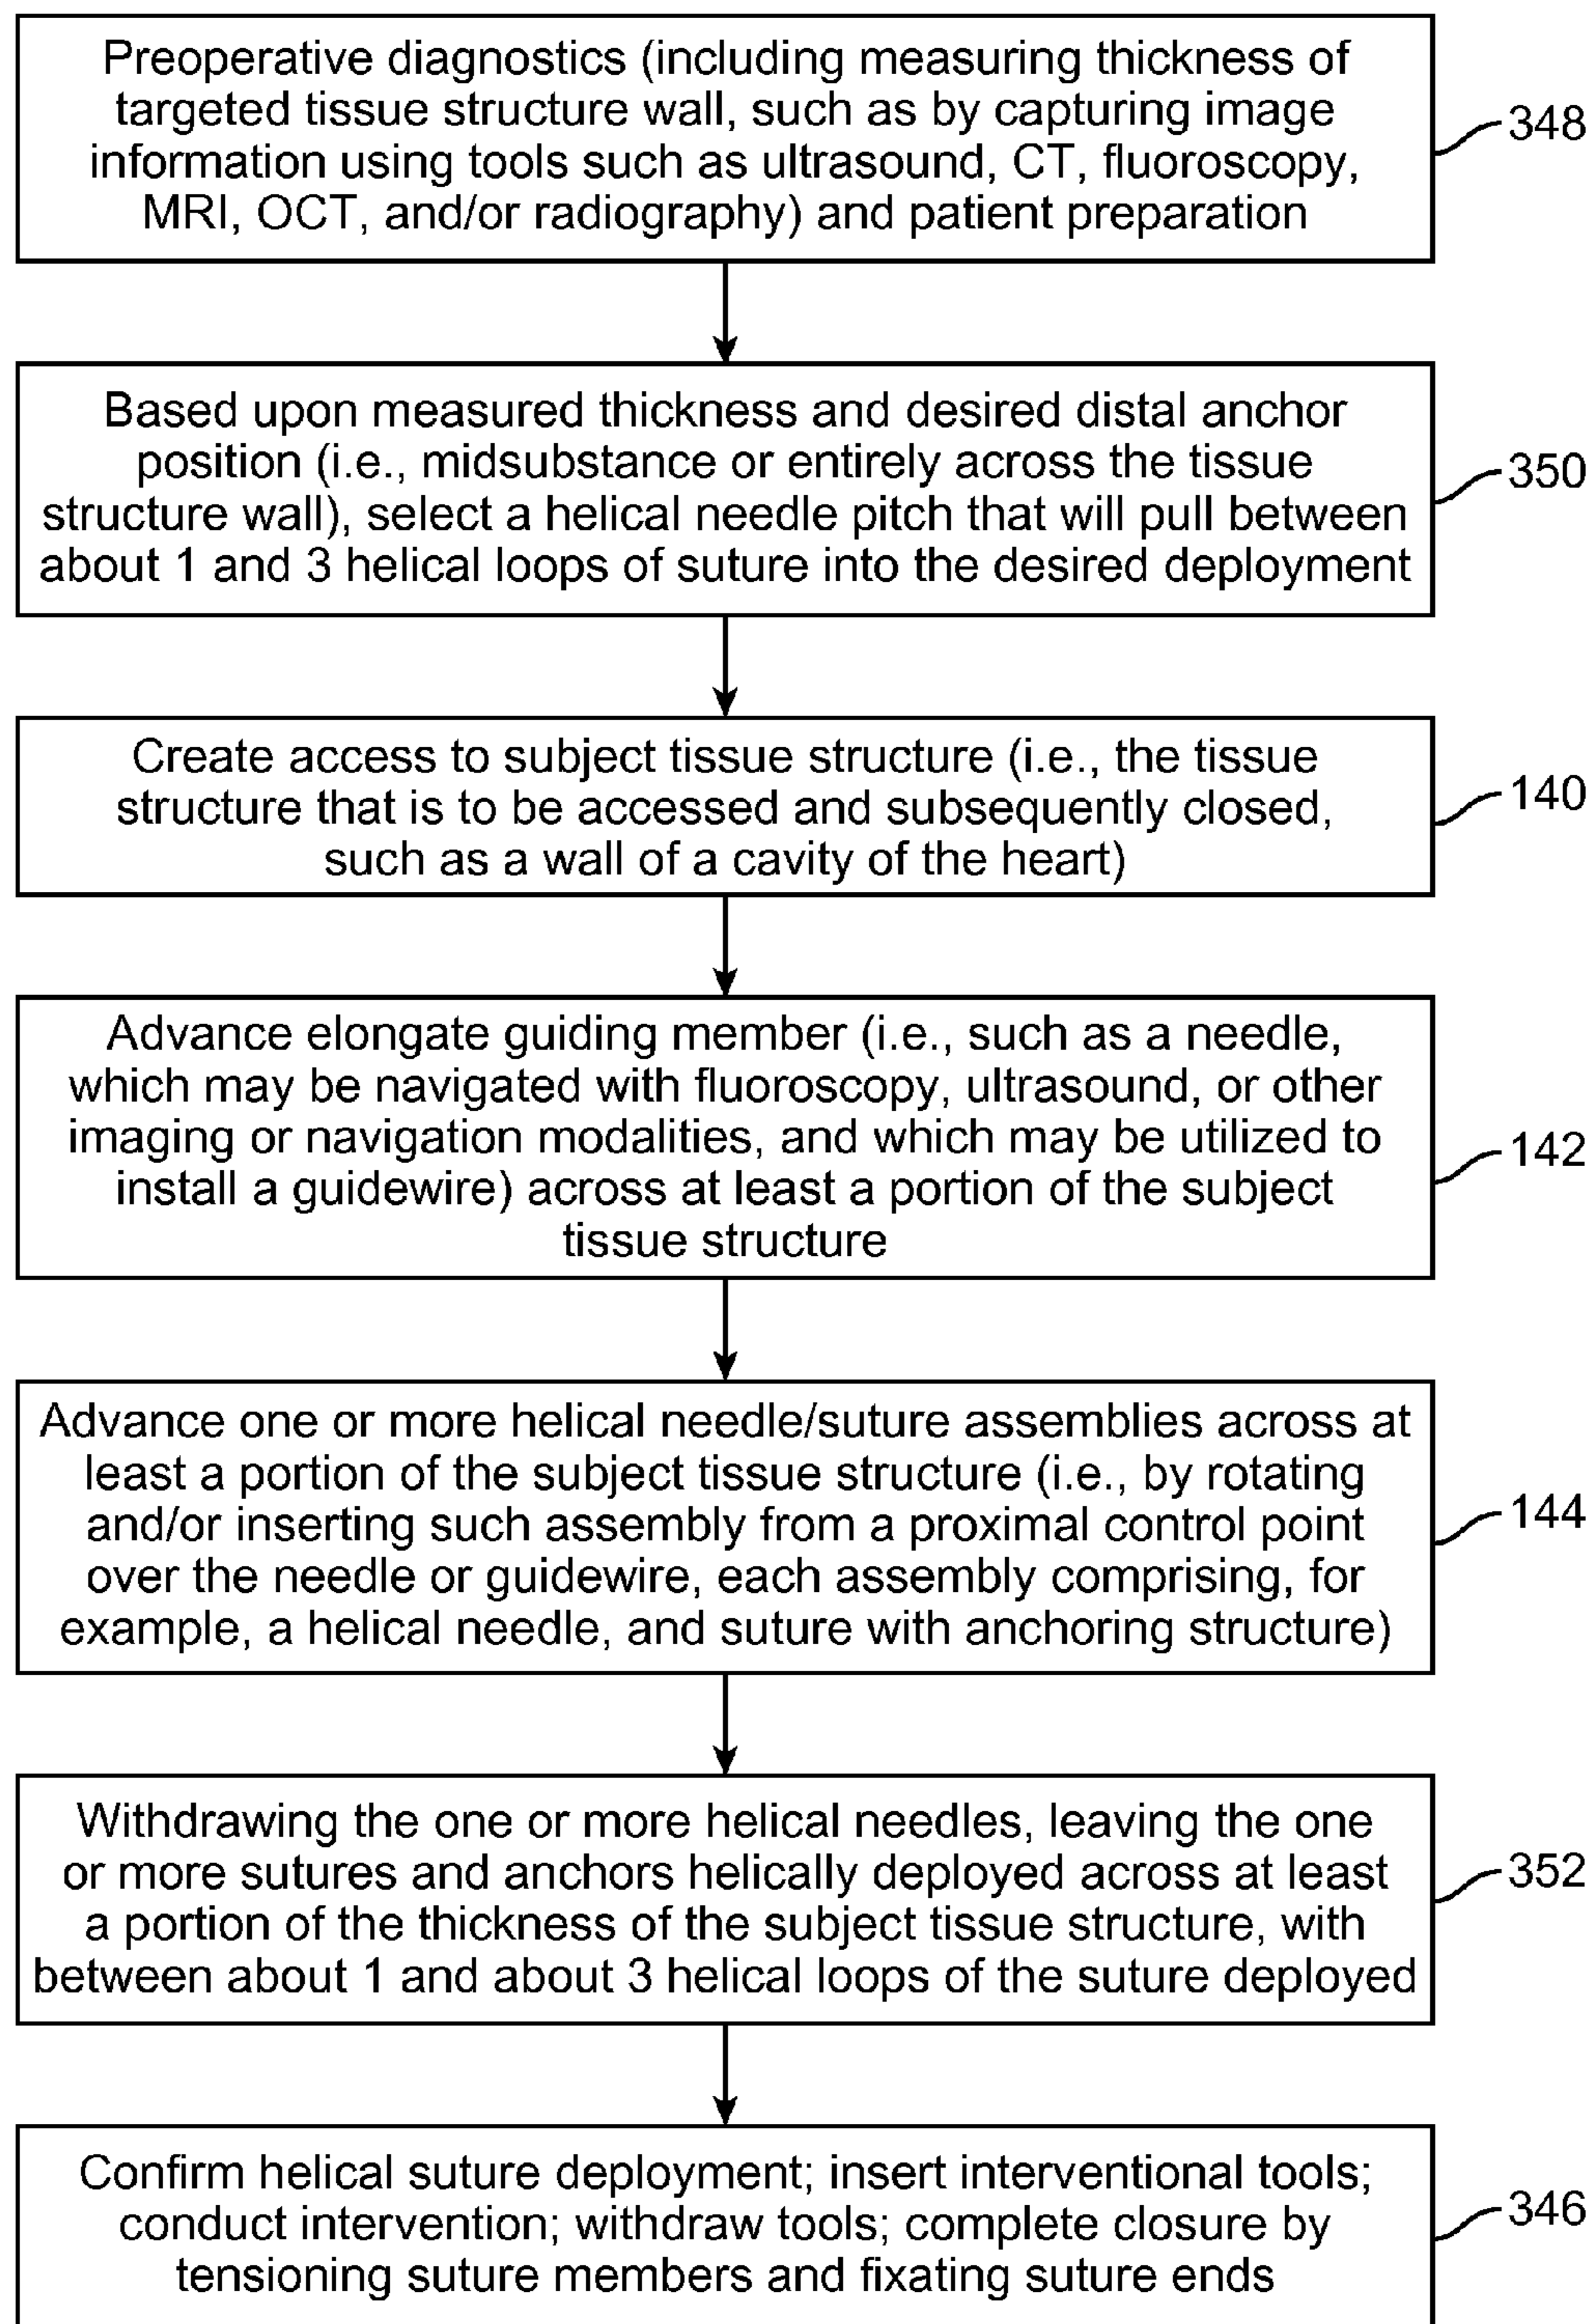 Preoperative diagnostics (including measuring thickness of
targeted tissue structure wall, such as by capturing image
information using tools such as ultrasound, CT, fluoroscopy,
MRI, OCT, and/or radiography) and patient preparation
348
Based upon measured thickness and desired distal anchor
position (i.e., midsubstance or entirely across the tissue
structure wall), select a helical needle pitch that will pull between
about 1 and 3 helical loops of suture into the desired deployment
350
Create access to subject tissue structure (i.e., the tissue
structure that is to be accessed and subsequently closed,
such as a wall of a cavity of the heart)
140
Advance elongate guiding member (i.e., such as a needle,
which may be navigated with fluoroscopy, ultrasound, or other
imaging or navigation modalities, and which may be utilized to
install a guidewire) across at least a portion of the subject
tissue structure
142
Advance one or more helical needle/suture assemblies across at
least a portion of the subject tissue structure (i.e., by rotating
and/or inserting such assembly from a proximal control point
over the needle or guidewire, each assembly comprising, for
example, a helical needle, and suture with anchoring structure)
144
Withdrawing the one or more helical needles, leaving the one
or more sutures and anchors helically deployed across at least
a portion of the thickness of the subject tissue structure, with
between about 1 and about 3 helical loops of the suture deployed
352
Confirm helical suture deployment; insert interventional tools;
conduct intervention; withdraw tools; complete closure by
tensioning suture members and fixating suture ends
346